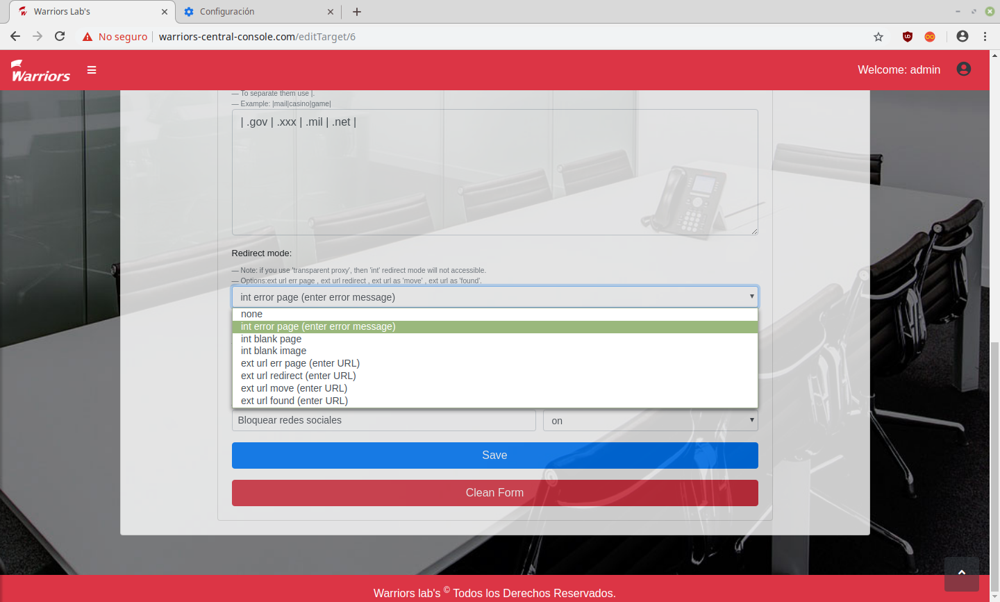 Warriors Lab's
Configuración
No seguro
warriors-central-console.com/editTarget/6
Warriors
Welcome: admin
— To separate them use |.
— Example: |mail|casino|game|
| .gov | .xxx | .mil | .net |
Redirect mode:
— Note: if you use 'transparent proxy', then 'int' redirect mode will not accessible.
— Options:ext url err page , ext url redirect , ext url as 'move' , ext url as 'found'.
int error page (enter error message)
none
int error page (enter error message)
int blank page
int blank image
ext url err page (enter URL)
ext url redirect (enter URL)
ext url move (enter URL)
ext url found (enter URL)
Bloquear redes sociales
on
Save
Clean Form
Warriors lab's © Todos los Derechos Reservados.